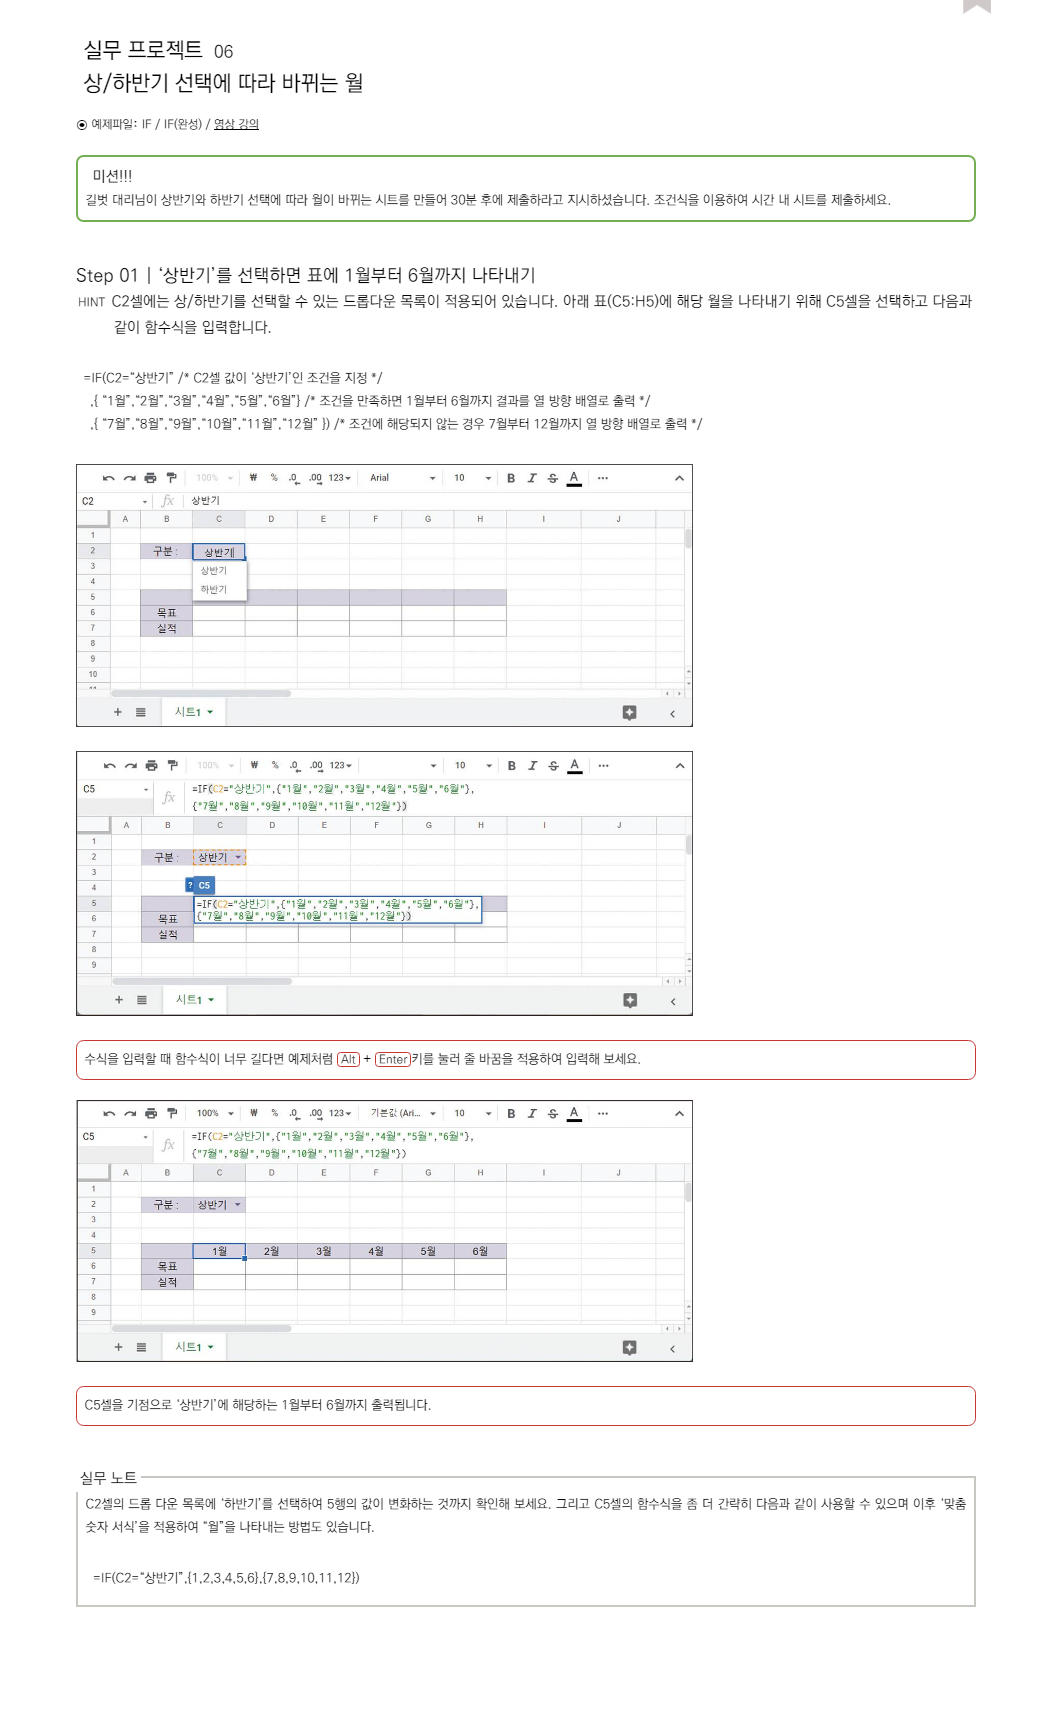 실무 프로젝트 06
상/하반기 선택에 따라 바뀌는 월
예제파일: IF / IF(완성) / 영상 강의
미션!!!
길벗 대리님이 상반기와 하반기 선택에 따라 월이 바뀌는 시트를 만들어 30분 후에 제출하라고 지시하셨습니다. 조건식을 이용하여 시간 내 시트를 제출하세요.
Step 01 | ‘상반기’를 선택하면 표에 1월부터 6월까지 나타내기
HINT C2셀에는 상/하반기를 선택할 수 있는 드롭다운 목록이 적용되어 있습니다. 아래 표(C5:H5)에 해당 월을 나타내기 위해 C5셀을 선택하고 다음과
같이 함수식을 입력합니다.
=IF(C2=“상반기” /* C2셀 값이 ‘상반기’인 조건을 지정 */
,{ “1월”,“2월”,“3월”,“4월”,“5월”,“6월”} /* 조건을 만족하면 1월부터 6월까지 결과를 열 방향 배열로 출력 */
,{ “7월”,“8월”,“9월”,“10월”,“11월”,“12월” }) /* 조건에 해당되지 않는 경우 7월부터 12월까지 열 방향 배열로 출력 */
100% ₩ % .0 .00 123 Arial 10 B I S A
C2 fx 상반기
A B C D E F G H I J
1
2 구분 : 상반기
3 상반기
4 하반기
5
6 목표
7 실적
8
9
10
11
+ 시트1
100% ₩ % .0 .00 123 10 B I S A
C5 fx =IF(C2="상반기",{"1월","2월","3월","4월","5월","6월"},
{"7월","8월","9월","10월","11월","12월"})
A B C D E F G H I J
1
2 구분 : 상반기
3
4 ? C5
5 =IF(C2="상반기",{"1월","2월","3월","4월","5월","6월"},
6 목표 {"7월","8월","9월","10월","11월","12월"})
7 실적
8
9
+ 시트1
수식을 입력할 때 함수식이 너무 길다면 예제처럼 Alt + Enter키를 눌러 줄 바꿈을 적용하여 입력해 보세요.
100% ₩ % .0 .00 123 기본값 (Ari... 10 B I S A
C5 fx =IF(C2="상반기",{"1월","2월","3월","4월","5월","6월"},
{"7월","8월","9월","10월","11월","12월"})
A B C D E F G H I J
1
2 구분 : 상반기
3
4
5 1월 2월 3월 4월 5월 6월
6 목표
7 실적
8
9
+ 시트1
C5셀을 기점으로 ‘상반기’에 해당하는 1월부터 6월까지 출력됩니다.
실무 노트
C2셀의 드롭 다운 목록에 ‘하반기’를 선택하여 5행의 값이 변화하는 것까지 확인해 보세요. 그리고 C5셀의 함수식을 좀 더 간략히 다음과 같이 사용할 수 있으며 이후 ‘맞춤
숫자 서식’을 적용하여 “월”을 나타내는 방법도 있습니다.
=IF(C2=“상반기”,{1,2,3,4,5,6},{7,8,9,10,11,12})